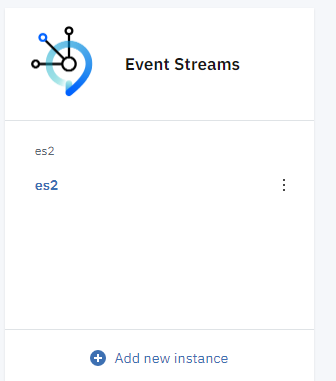 Event Streams
es2
es2
Add new instance